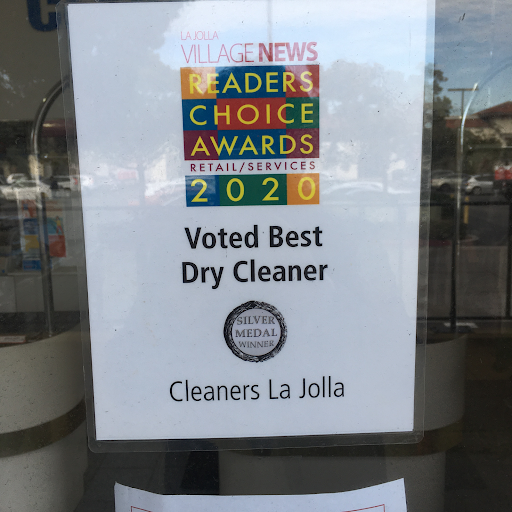 LA JOLLA
VILLAGE NEWS
READERS
CHOICE
AWARDS
RETAIL/SERVICES
2020
Voted Best
Dry Cleaner
SILVER
MEDAL
WINNER
Cleaners La Jolla